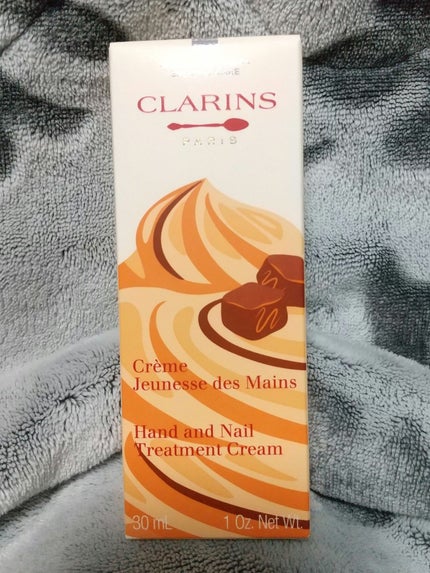 CLARINS
PARIS
Crème
Jeunesse des Mains
Hand and Nail
Treatment Cream
30 mL 1 Oz. Net Wt.